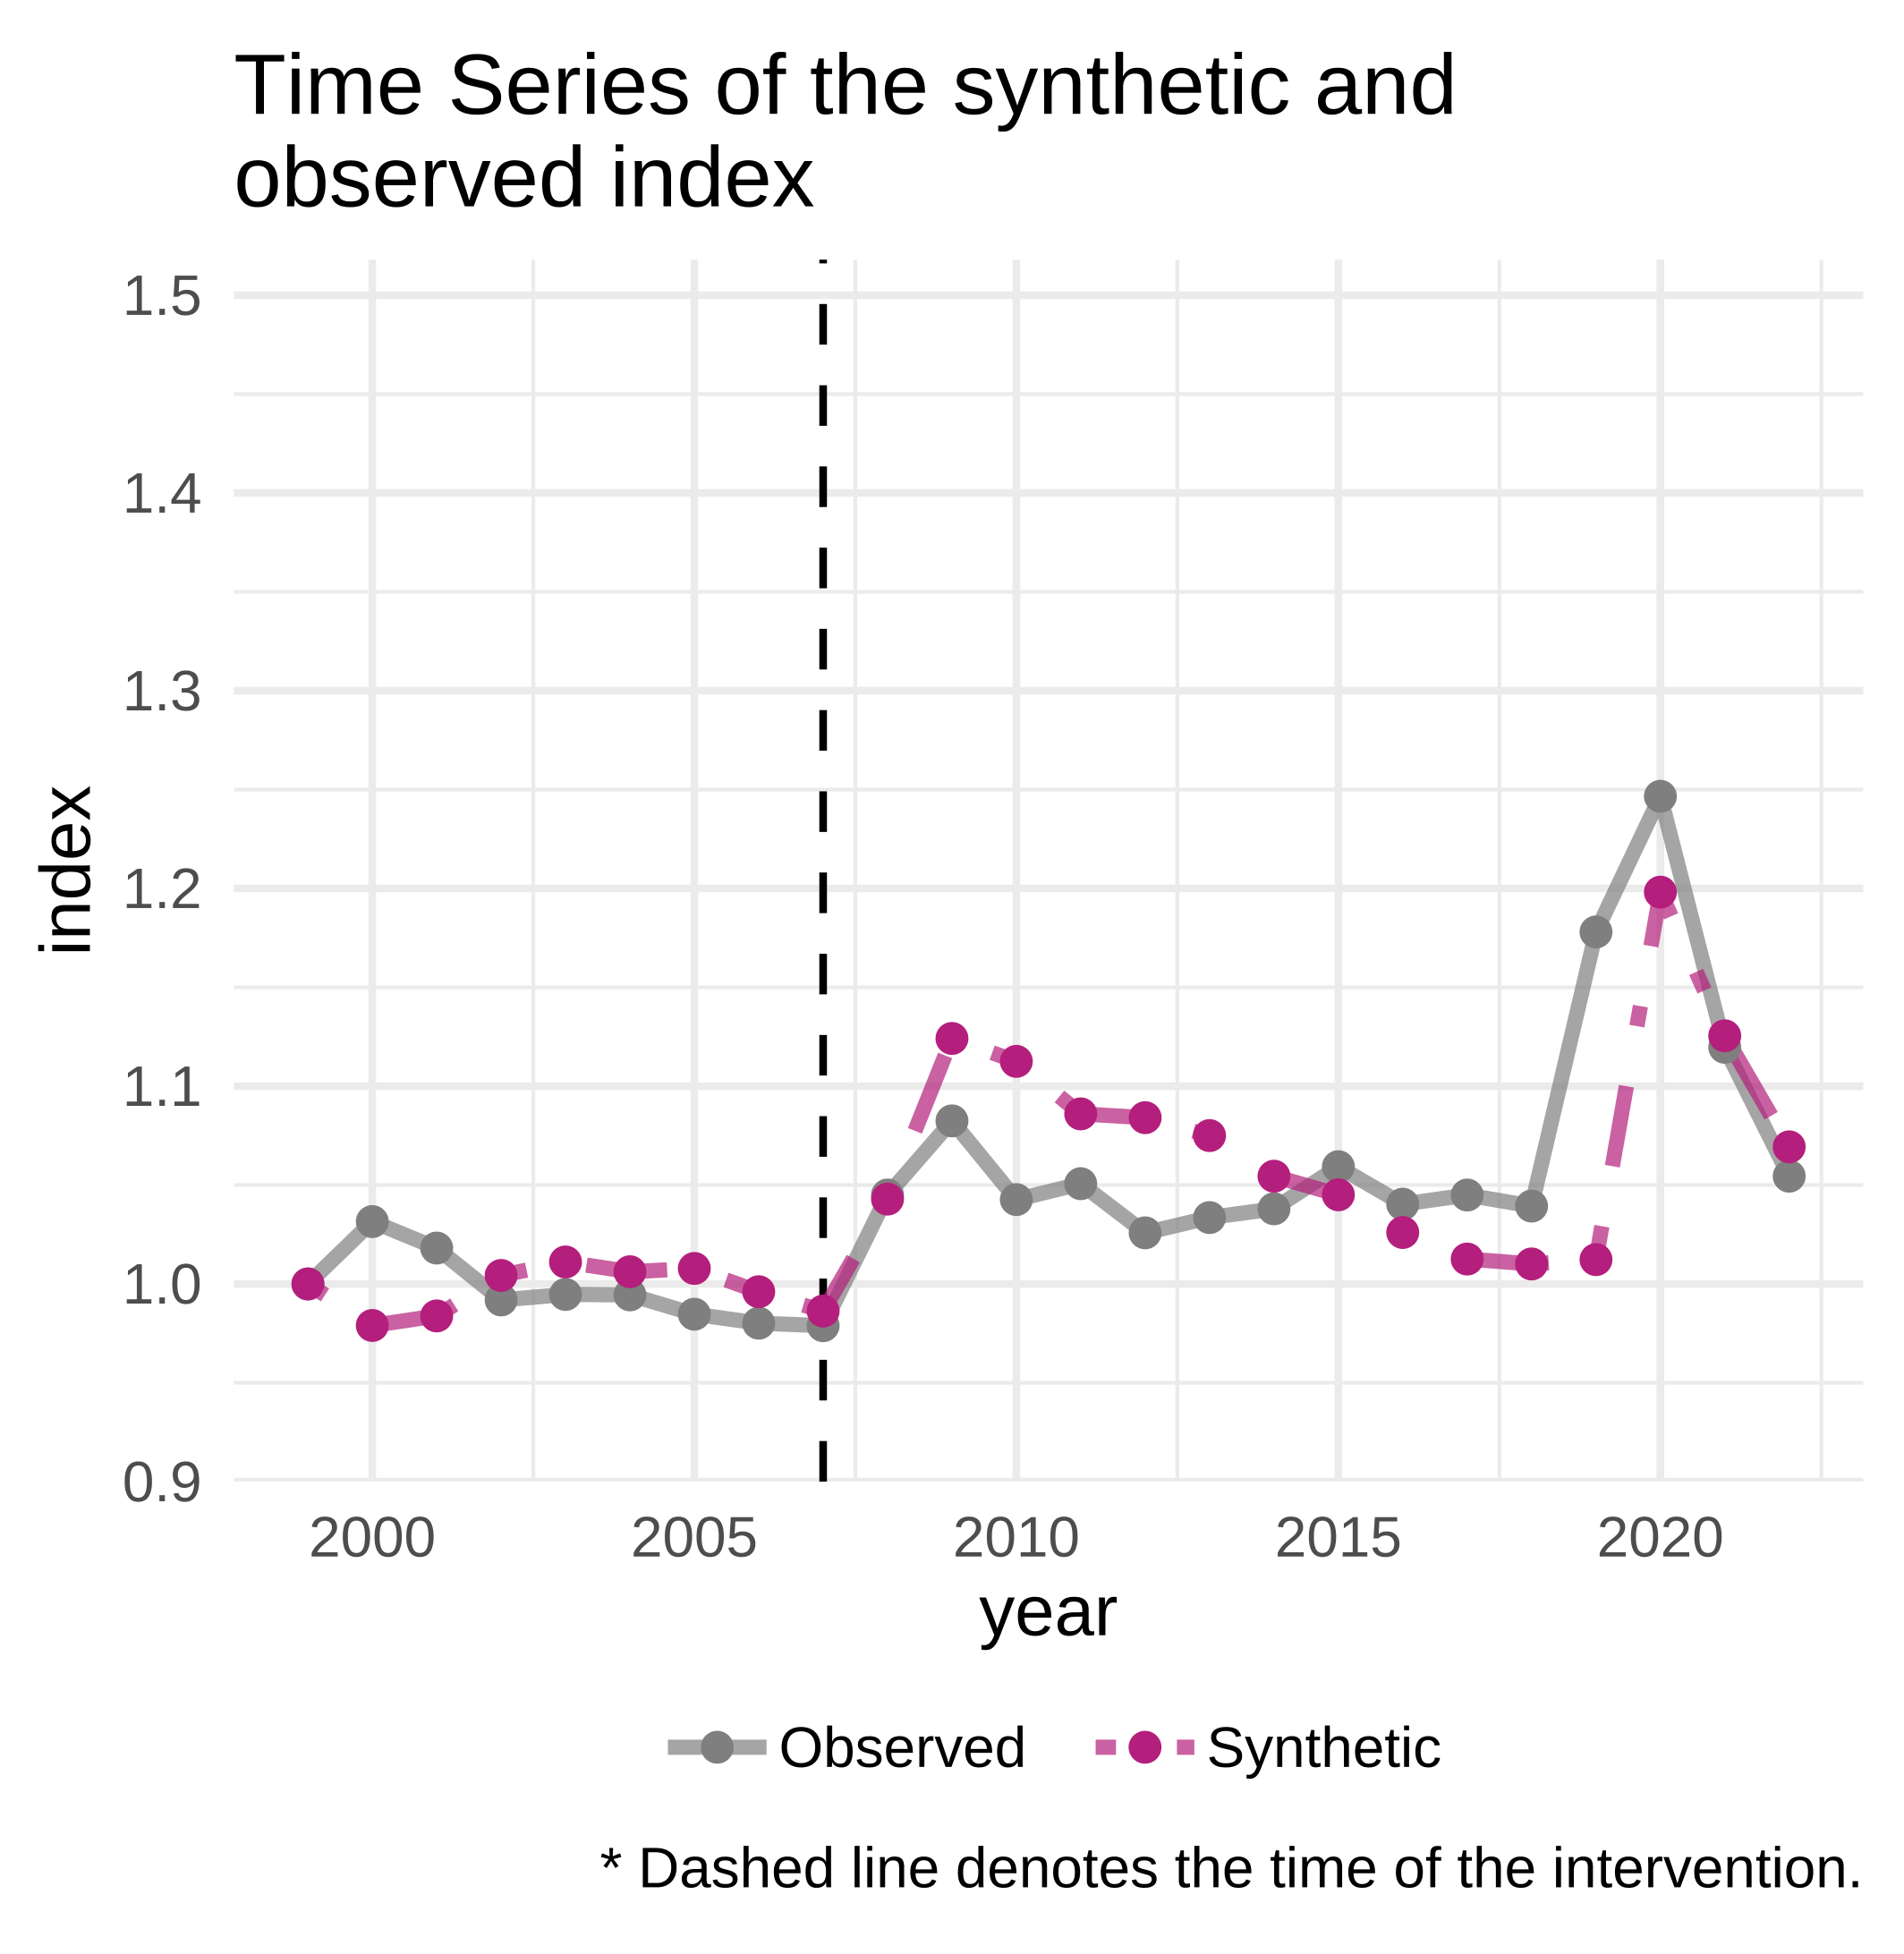 Time Series of the synthetic and
observed index
1.5
1.4
1.3
1.2
1.1
1.0
0.9
index
2000 2005 2010 2015 2020
year
Observed Synthetic
* Dashed line denotes the time of the intervention.